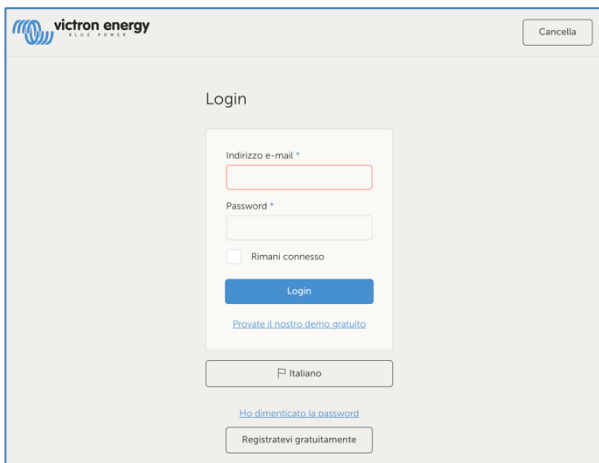 victron energy
BLUE POWER
Cancella
Login
Indirizzo e-mail *
Password *
Rimani connesso
Login
Provate il nostro demo gratuito
Italiano
Ho dimenticato la password
Registratevi gratuitamente